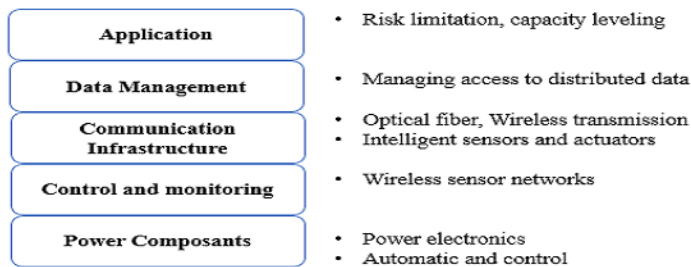 Application
• Risk limitation, capacity leveling
Data Management
• Managing access to distributed data
Communication
Infrastructure
• Optical fiber, Wireless transmission
• Intelligent sensors and actuators
Control and monitoring
• Wireless sensor networks
Power Composants
• Power electronics
• Automatic and control